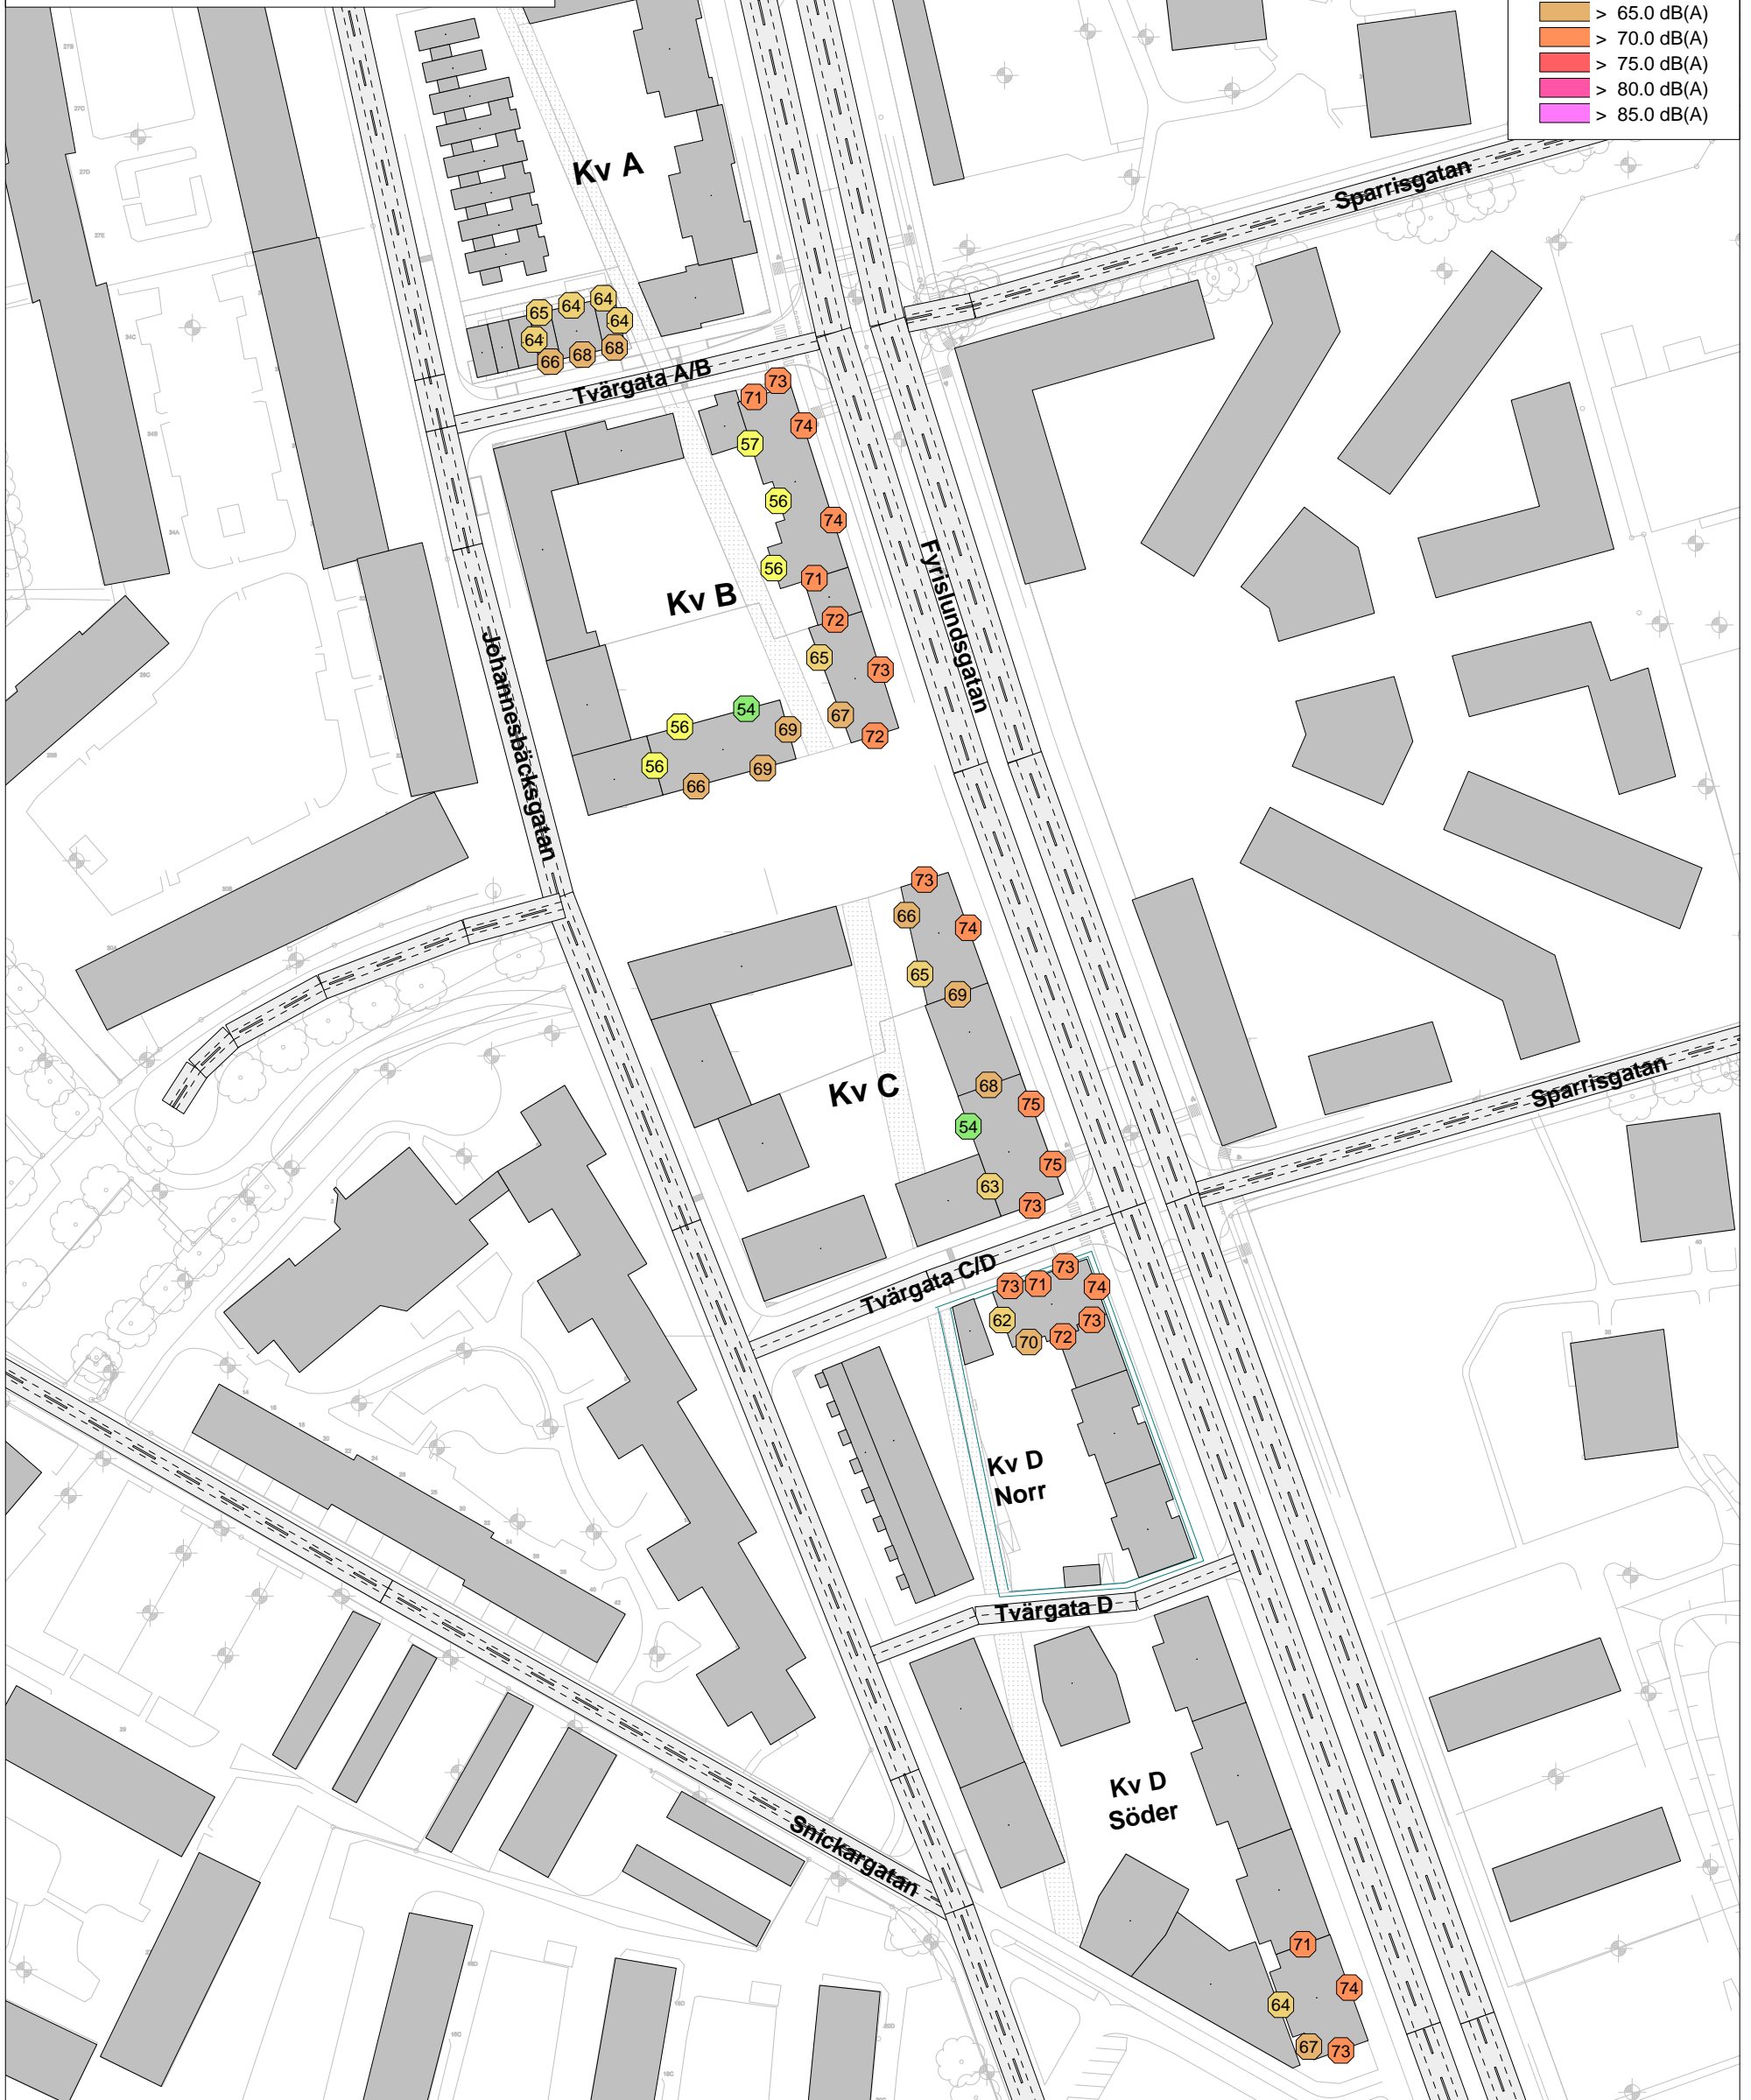 > 65.0 dB(A)
> 70.0 dB(A)
> 75.0 dB(A)
> 80.0 dB(A)
> 85.0 dB(A)
Sparrisgatan
Kv A
65
64
64
64
64
66
68
68
Tvärgata A/B
73
71
74
57
56
74
56
71
Kv B
72
65
73
67
72
54
56
69
56
69
66
Fyrislundsgatan
Johannesbäcksgatan
73
66
74
65
69
Kv C
68
75
54
75
63
73
Sparrisgatan
Tvärgata C/D
73
73
71
74
62
73
70
72
Kv D
Norr
Tvärgata D
Kv D
Söder
Snickargatan
71
74
64
67
73